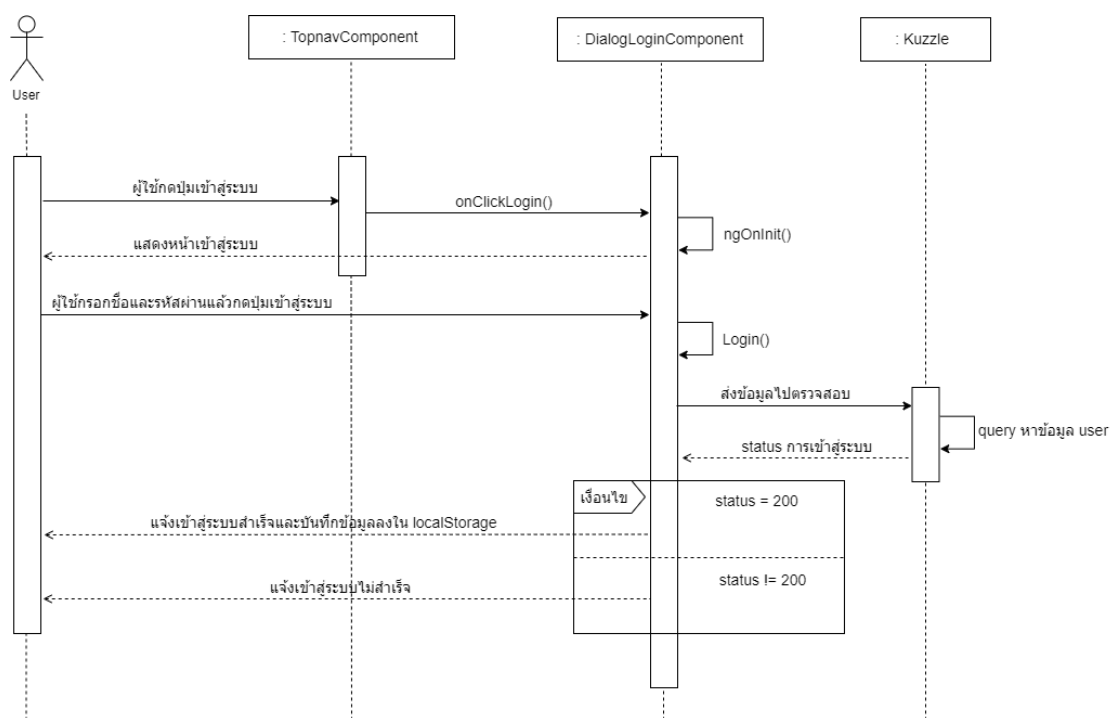 : TopnavComponent
: DialogLoginComponent
: Kuzzle
User
ผู้ใช้กดปุ่มเข้าสู่ระบบ
onClickLogin()
ngOnInit()
แสดงหน้าเข้าสู่ระบบ
ผู้ใช้กรอกชื่อและรหัสผ่านแล้วกดปุ่มเข้าสู่ระบบ
Login()
ส่งข้อมูลไปตรวจสอบ
query หาข้อมูล user
status การเข้าสู่ระบบ
เงื่อนไข
status = 200
แจ้งเข้าสู่ระบบสำเร็จและบันทึกข้อมูลลงใน localStorage
status != 200
แจ้งเข้าสู่ระบบไม่สำเร็จ